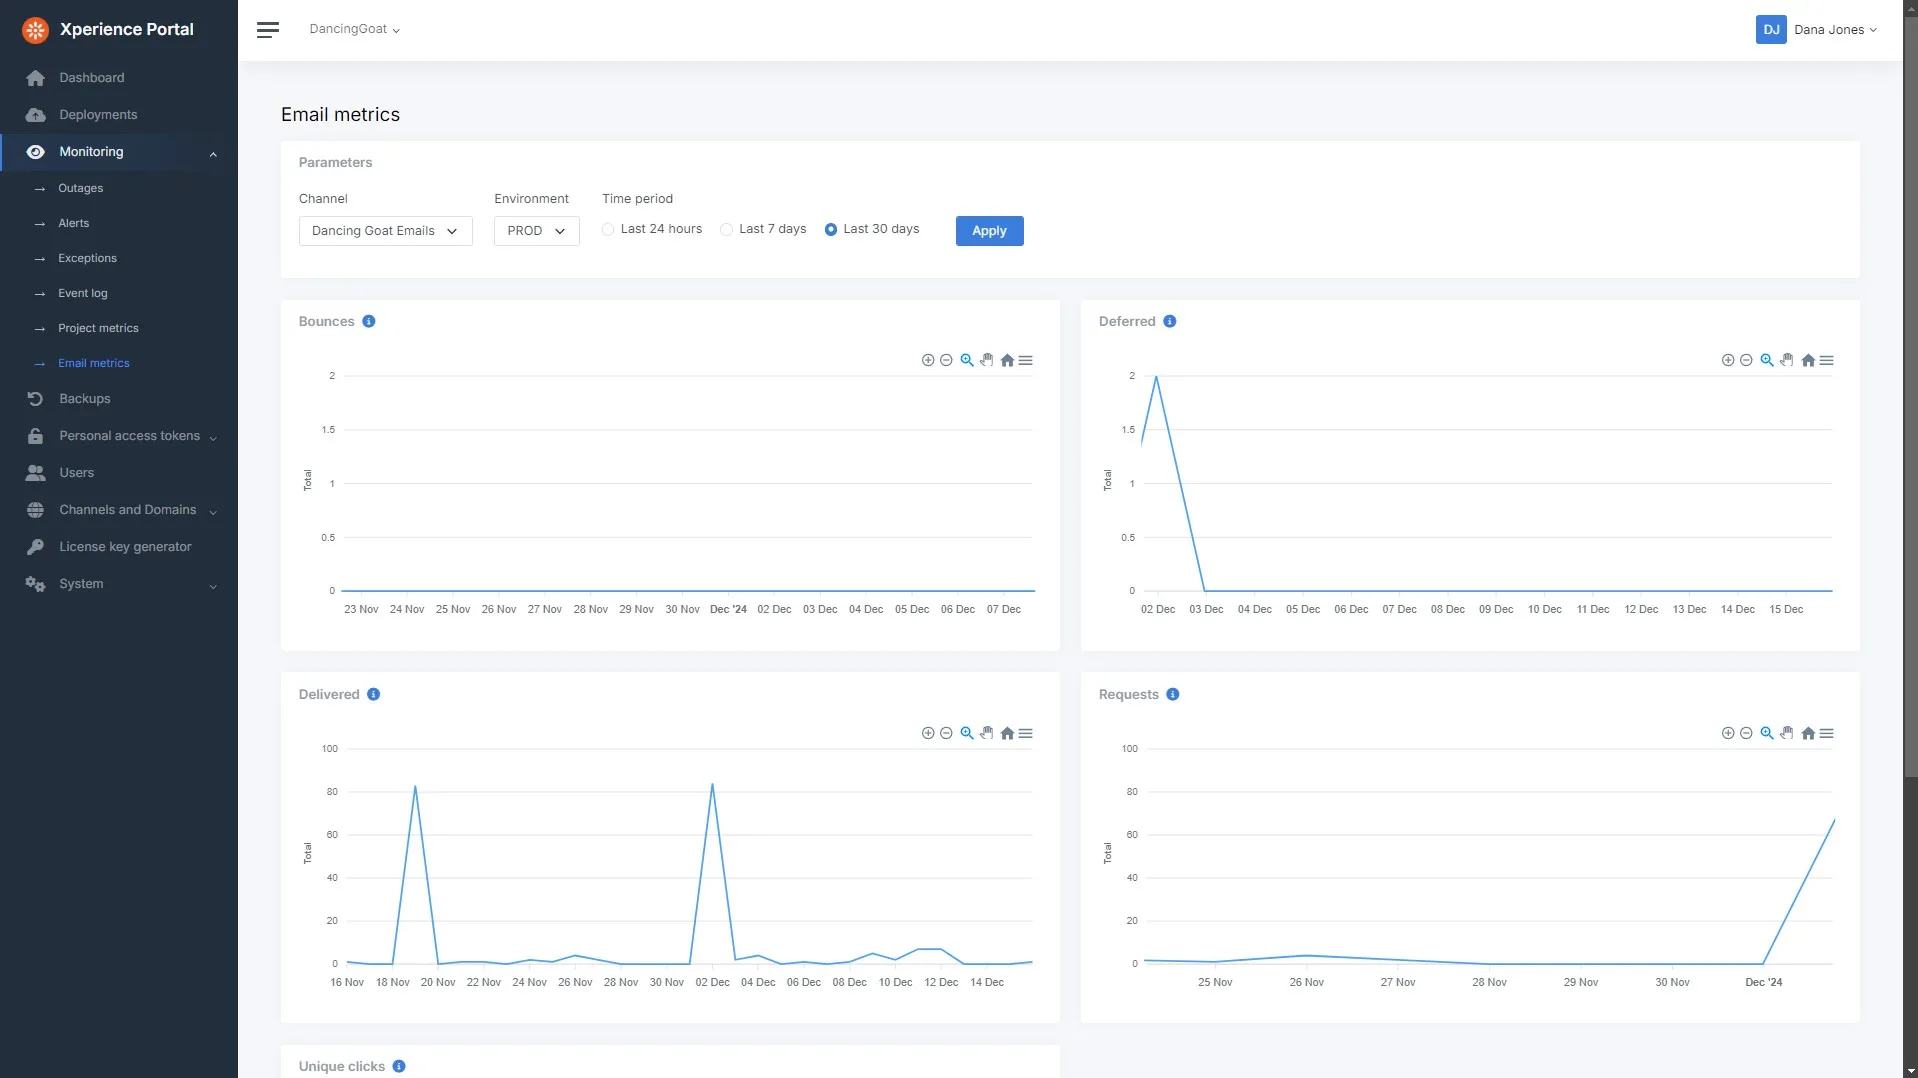 Xperience Portal
DancingGoat
DJ Dana Jones
Dashboard
Deployments
Monitoring
Outages
Alerts
Exceptions
Event log
Project metrics
Email metrics
Backups
Personal access tokens
Users
Channels and Domains
License key generator
System
Email metrics
Parameters
Channel Environment Time period
Dancing Goat Emails PROD Last 24 hours Last 7 days Last 30 days Apply
Bounces
2
1.5
1
0.5
0
Total
23 Nov 24 Nov 25 Nov 26 Nov 27 Nov 28 Nov 29 Nov 30 Nov Dec '24 02 Dec 03 Dec 04 Dec 05 Dec 06 Dec 07 Dec
Deferred
2
1.5
1
0.5
0
Total
02 Dec 03 Dec 04 Dec 05 Dec 06 Dec 07 Dec 08 Dec 09 Dec 10 Dec 11 Dec 12 Dec 13 Dec 14 Dec 15 Dec
Delivered
100
80
60
40
20
0
Total
16 Nov 18 Nov 20 Nov 22 Nov 24 Nov 26 Nov 28 Nov 30 Nov 02 Dec 04 Dec 06 Dec 08 Dec 10 Dec 12 Dec 14 Dec
Requests
100
80
60
40
20
0
Total
25 Nov 26 Nov 27 Nov 28 Nov 29 Nov 30 Nov Dec '24
Unique clicks